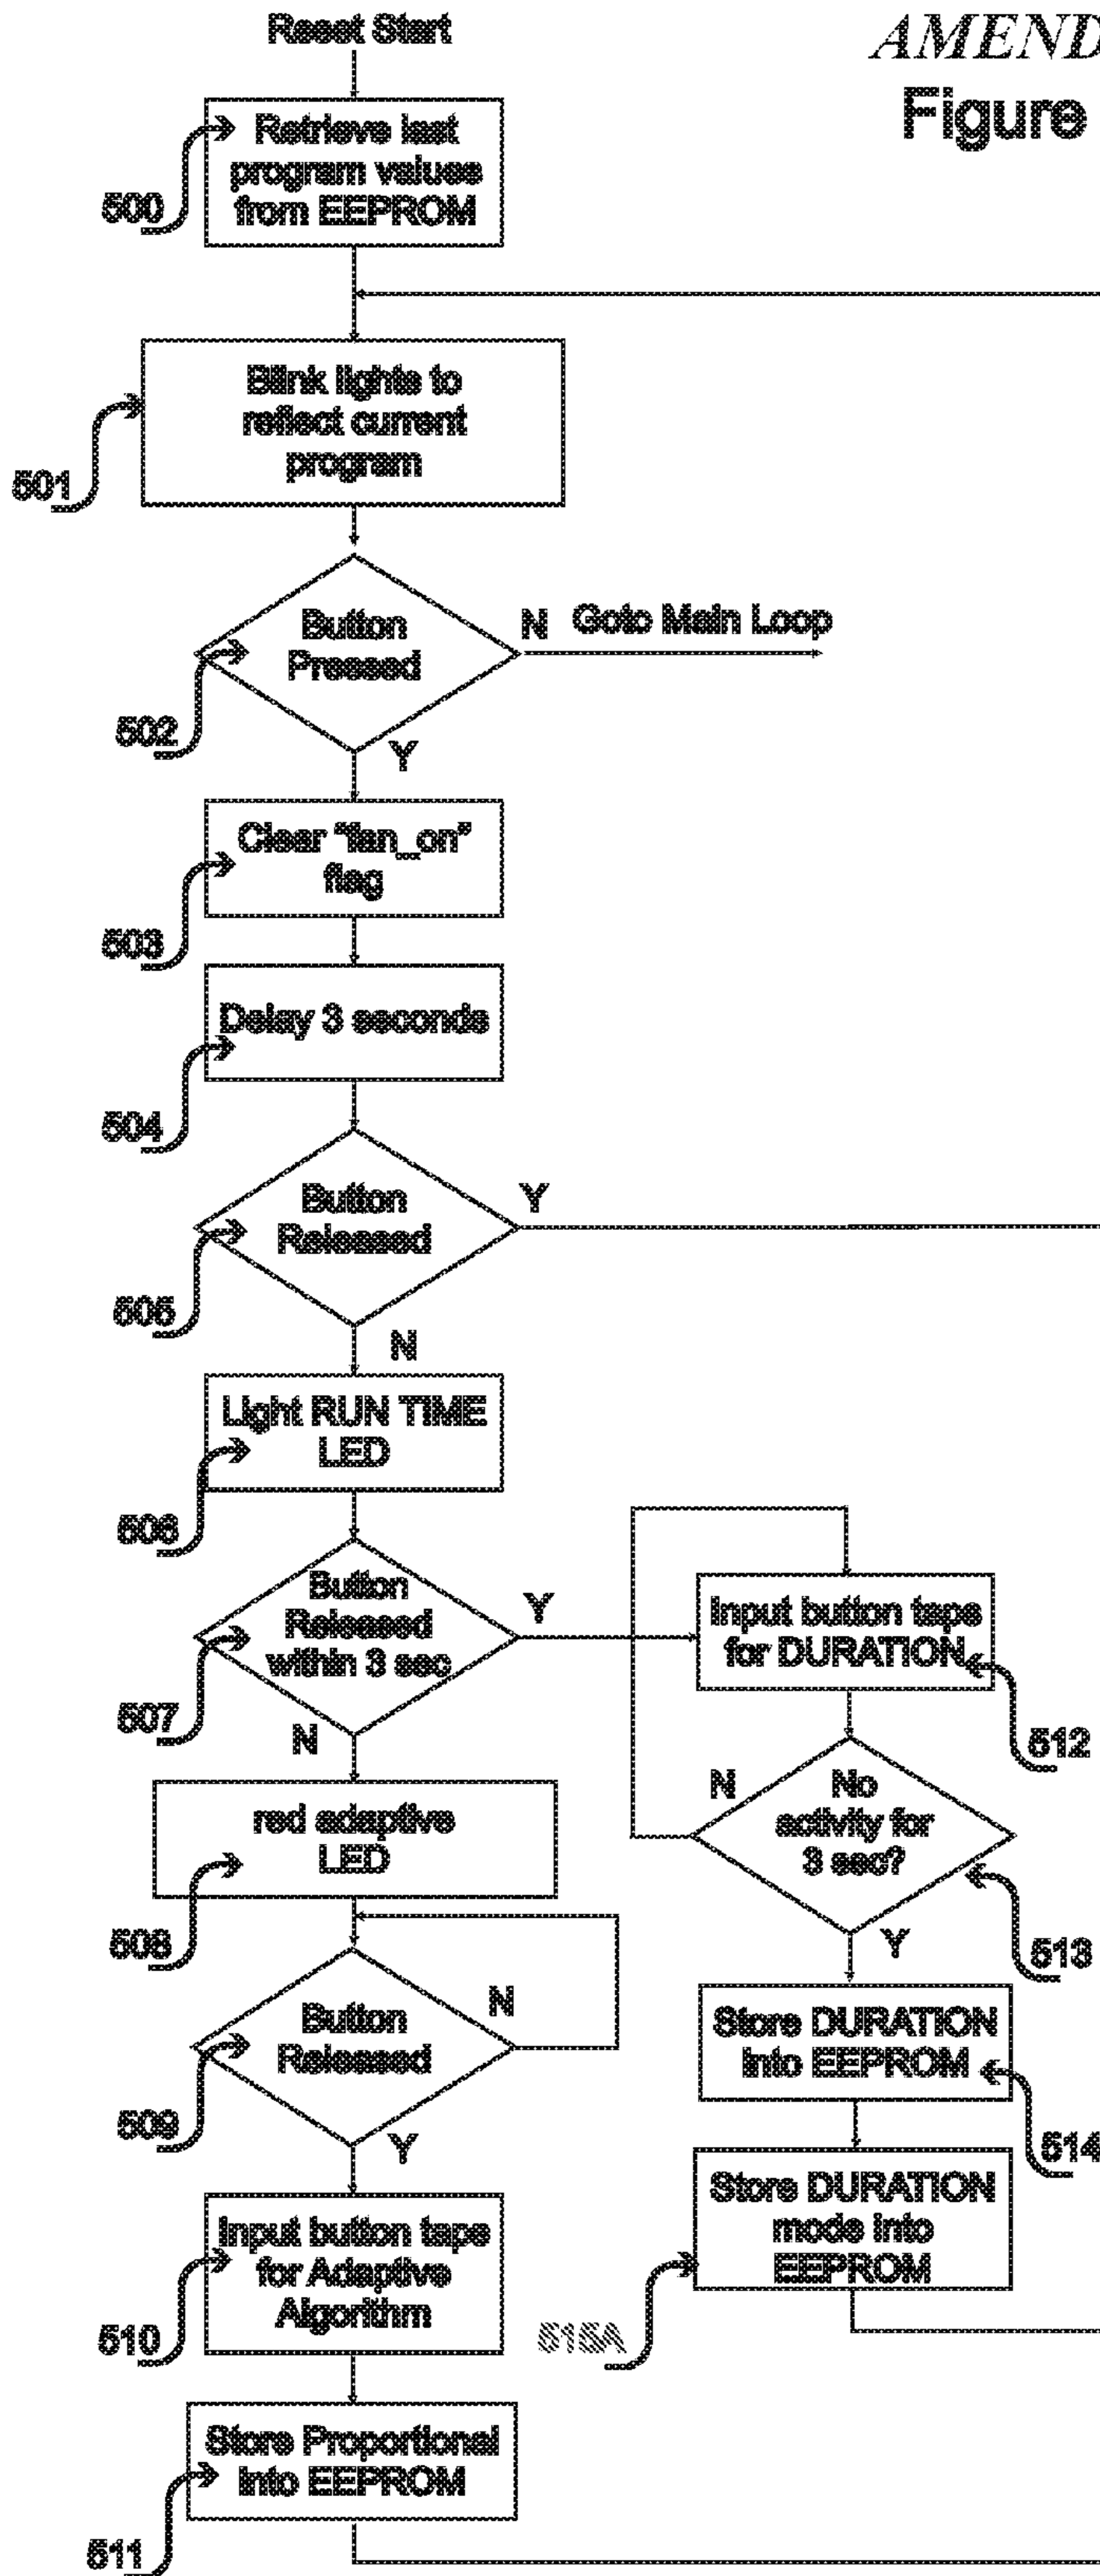 Reset Start
AMEND
Figure
Retrieve last
program values
from EEPROM
500
Blink lights to
reflect current
program
501
Button
Pressed
N Goto Main Loop
502
Y
Clear "fan_on"
flag
503
Delay 3 seconds
504
Button
Released
Y
505
N
Light RUN TIME
LED
506
Button
Released
within 3 sec
Y
507
N
Input button taps
for DURATION
512
red adaptive
LED
508
N
No
activity for
3 sec?
513
Y
Button
Released
N
509
Y
Store DURATION
into EEPROM
514
Input button taps
for Adaptive
Algorithm
510
Store DURATION
mode into
EEPROM
515A
Store Proportional
into EEPROM
511